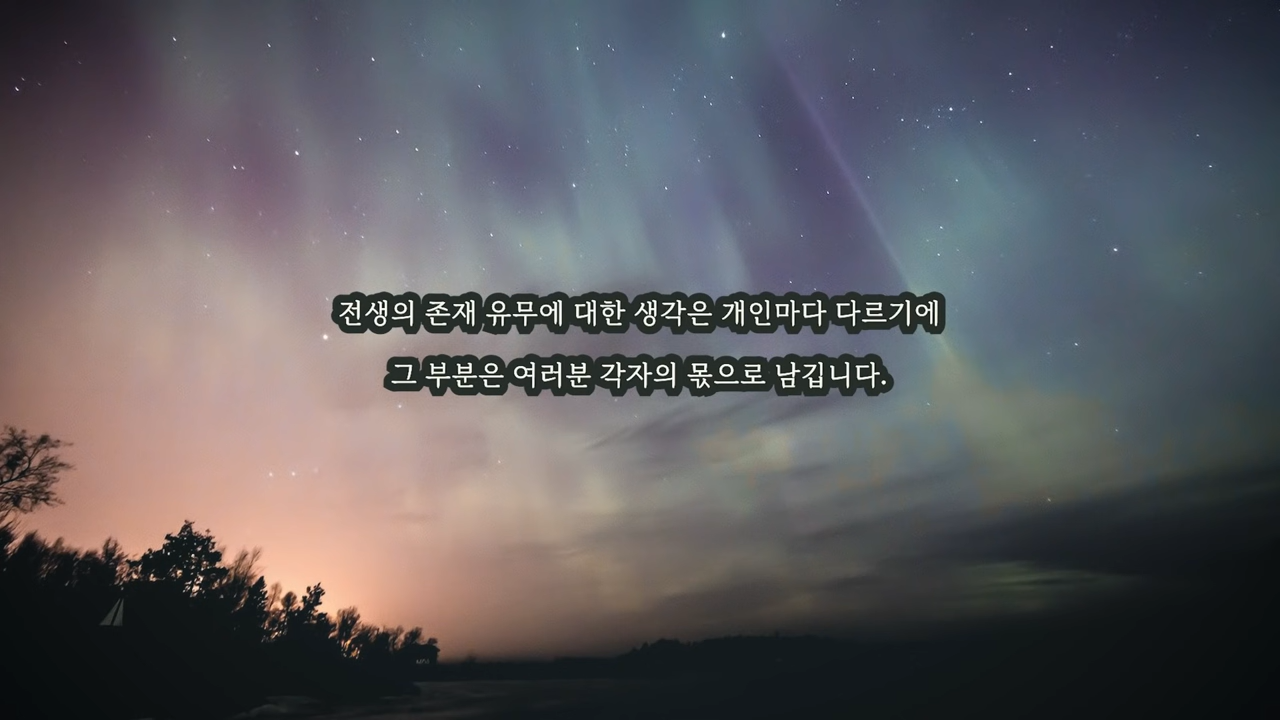 전생의 존재 유무에 대한 생각은 개인마다 다르기에
그 부분은 여러분 각자의 몫으로 남깁니다.